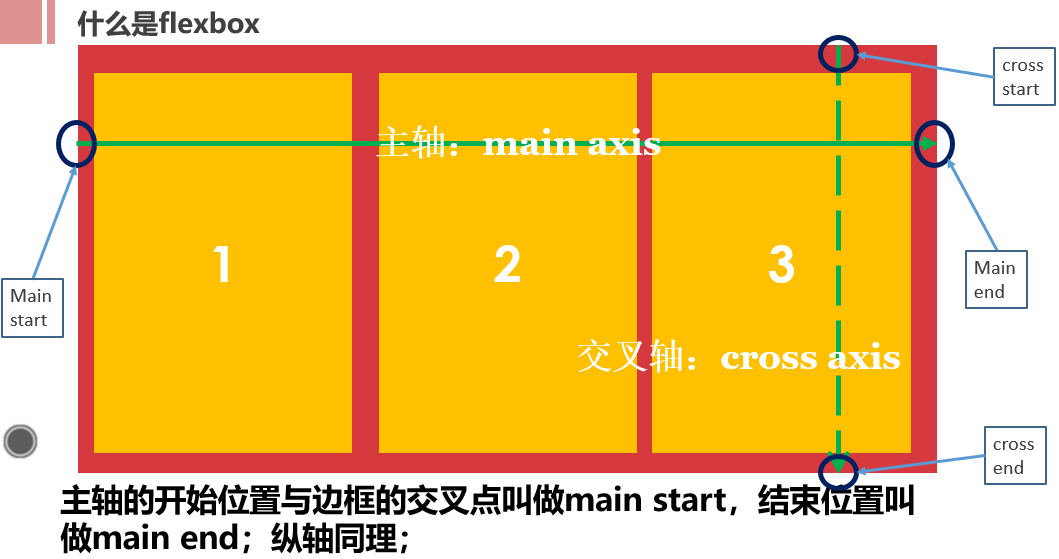 什么是flexbox
cross
start
主轴：main axis
1
2
3
Main
start
Main
end
交叉轴：cross axis
cross
end
主轴的开始位置与边框的交叉点叫做main start，结束位置叫
做main end；纵轴同理；